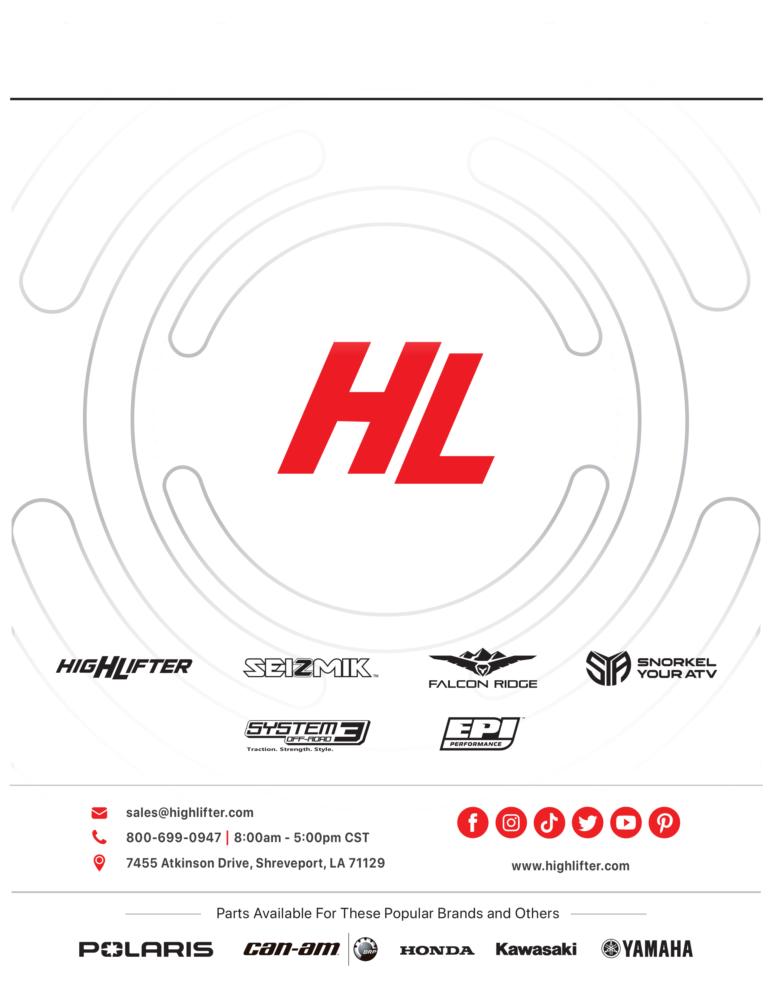 HL
HIGHLIFTER
SEIZMIK™
FALCON RIDGE
SYA SNORKEL
YOUR ATV
SYSTEM 3
OFF-ROAD
Traction. Strength. Style.
EPI™
PERFORMANCE
sales@highlifter.com
800-699-0947 | 8:00am - 5:00pm CST
7455 Atkinson Drive, Shreveport, LA 71129
www.highlifter.com
Parts Available For These Popular Brands and Others
POLARIS can-am™ BRP HONDA Kawasaki YAMAHA